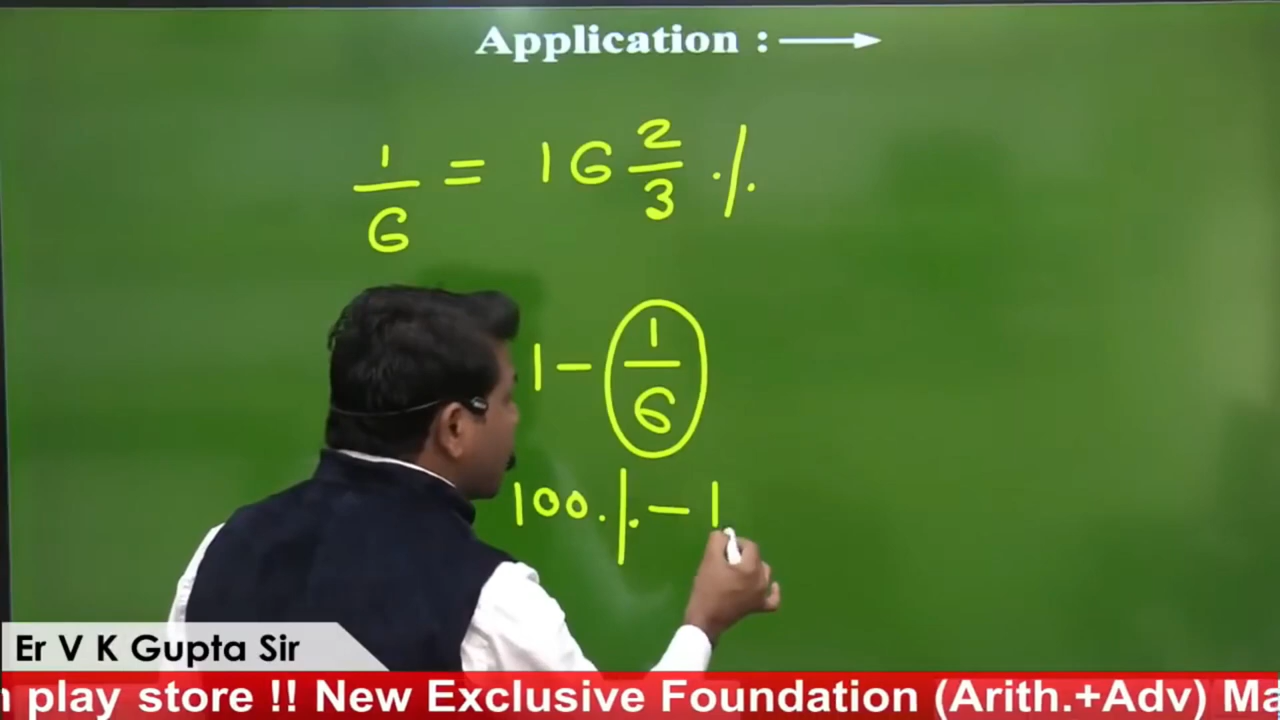 Application : →
1/6 = 16 2/3 %
1 - 1/6
100% - 1
Er V K Gupta Sir
play store !! New Exclusive Foundation (Arith.+Adv)